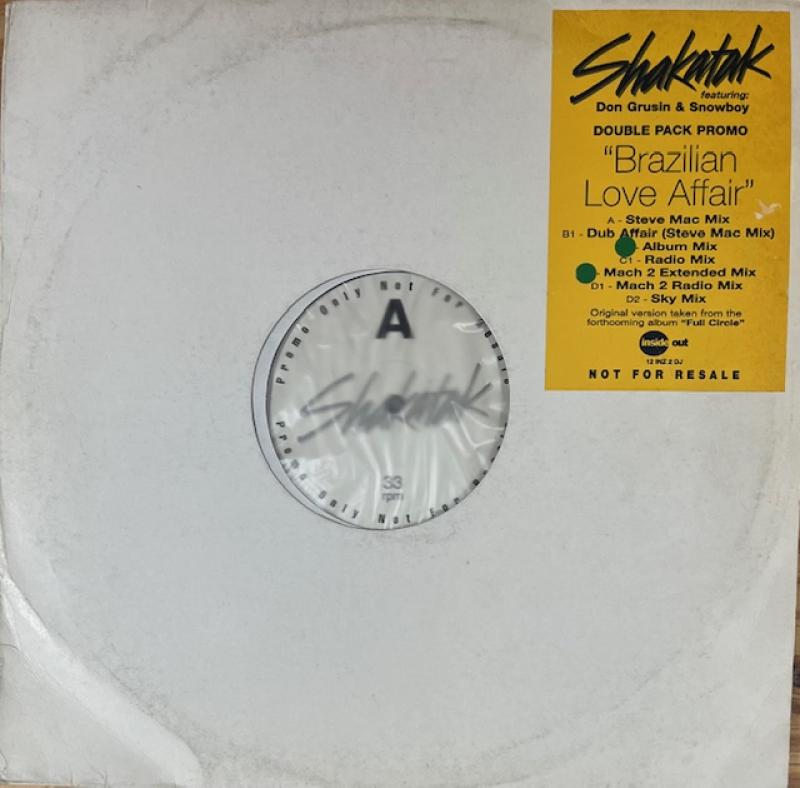 Shakatak
featuring:
Don Grusin & Snowboy
DOUBLE PACK PROMO
"Brazilian
Love Affair"
A - Steve Mac Mix
B1 - Dub Affair (Steve Mac Mix)
- Album Mix
C1 - Radio Mix
- Mach 2 Extended Mix
D1 - Mach 2 Radio Mix
D2 - Sky Mix
Original version taken from the
forthcoming album "Full Circle"
inside out
12 INZ 2 DJ
NOT FOR RESALE
Promo Only Not For Resale
A
Shakatak
33
rpm
Promo Only Not For